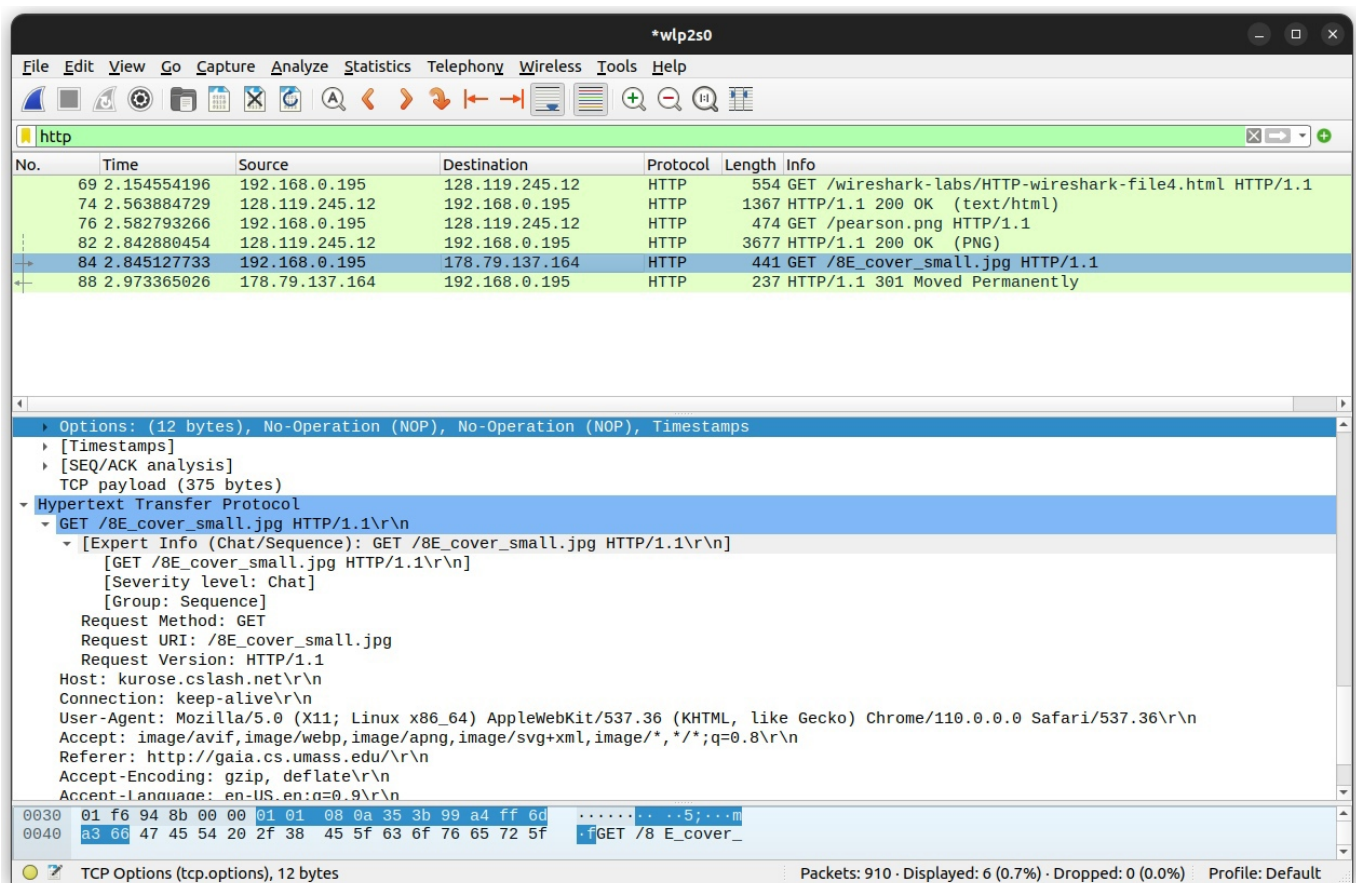 *wlp2s0
File Edit View Go Capture Analyze Statistics Telephony Wireless Tools Help
http
No. Time Source Destination Protocol Length Info
69 2.154554196 192.168.0.195 128.119.245.12 HTTP 554 GET /wireshark-labs/HTTP-wireshark-file4.html HTTP/1.1
74 2.563884729 128.119.245.12 192.168.0.195 HTTP 1367 HTTP/1.1 200 OK (text/html)
76 2.582793266 192.168.0.195 128.119.245.12 HTTP 474 GET /pearson.png HTTP/1.1
82 2.842880454 128.119.245.12 192.168.0.195 HTTP 3677 HTTP/1.1 200 OK (PNG)
84 2.845127733 192.168.0.195 178.79.137.164 HTTP 441 GET /8E_cover_small.jpg HTTP/1.1
88 2.973365026 178.79.137.164 192.168.0.195 HTTP 237 HTTP/1.1 301 Moved Permanently
Options: (12 bytes), No-Operation (NOP), No-Operation (NOP), Timestamps
[Timestamps]
[SEQ/ACK analysis]
TCP payload (375 bytes)
Hypertext Transfer Protocol
GET /8E_cover_small.jpg HTTP/1.1\r\n
[Expert Info (Chat/Sequence): GET /8E_cover_small.jpg HTTP/1.1\r\n]
[GET /8E_cover_small.jpg HTTP/1.1\r\n]
[Severity level: Chat]
[Group: Sequence]
Request Method: GET
Request URI: /8E_cover_small.jpg
Request Version: HTTP/1.1
Host: kurose.cslash.net\r\n
Connection: keep-alive\r\n
User-Agent: Mozilla/5.0 (X11; Linux x86_64) AppleWebKit/537.36 (KHTML, like Gecko) Chrome/110.0.0.0 Safari/537.36\r\n
Accept: image/avif,image/webp,image/apng,image/svg+xml,image/*,*/*;q=0.8\r\n
Referer: http://gaia.cs.umass.edu/\r\n
Accept-Encoding: gzip, deflate\r\n
Accept-Language: en-US,en;q=0.9\r\n
0030 01 f6 94 8b 00 00 01 01 08 0a 35 3b 99 a4 ff 6d ········ ··5;···m
0040 a3 66 47 45 54 20 2f 38 45 5f 63 6f 76 65 72 5f ·fGET /8 E_cover_
TCP Options (tcp.options), 12 bytes Packets: 910 · Displayed: 6 (0.7%) · Dropped: 0 (0.0%) Profile: Default